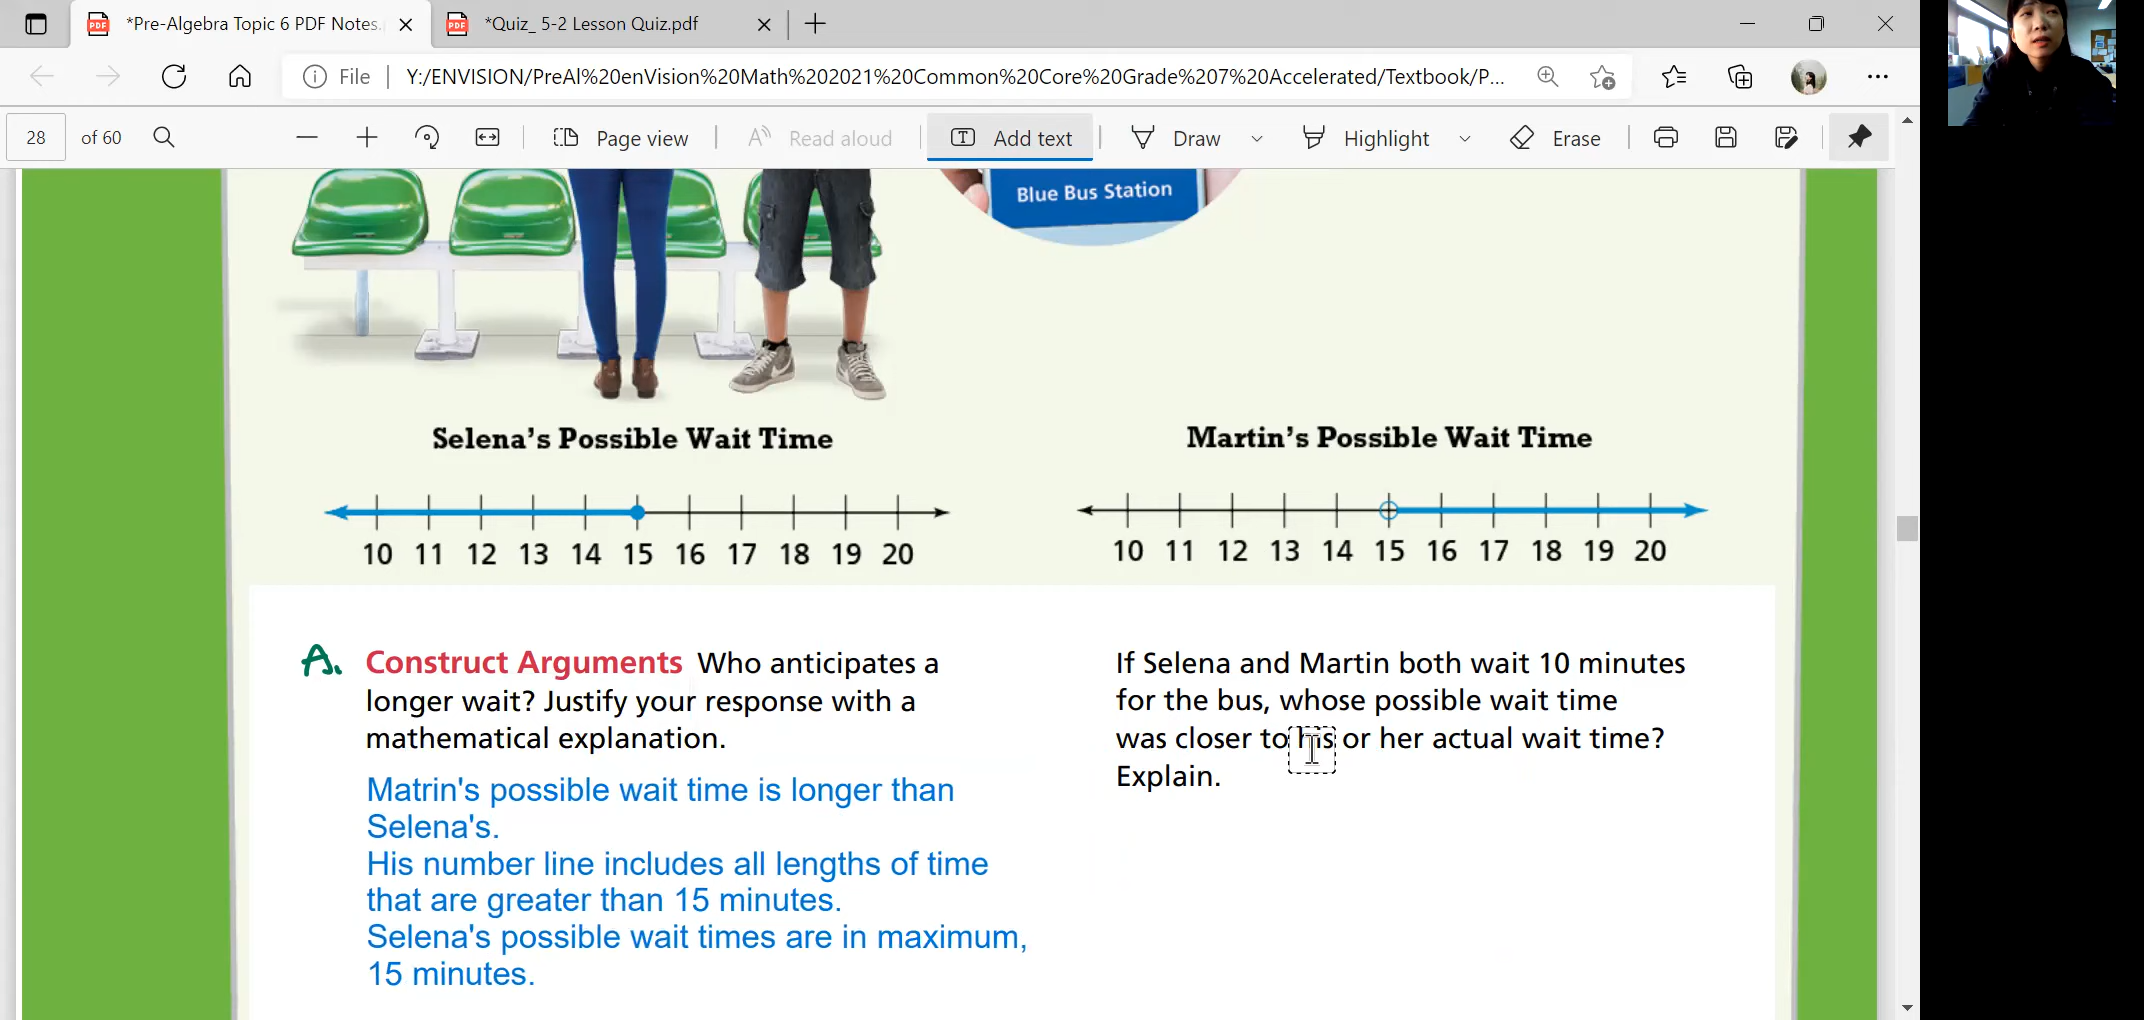 *Pre-Algebra Topic 6 PDF Notes.
*Quiz_ 5-2 Lesson Quiz.pdf
File
Y:/ENVISION/PreAl%20enVision%20Math%202021%20Common%20Core%20Grade%207%20Accelerated/Textbook/P...
28 of 60
Page view
Read aloud
Add text
Draw
Highlight
Erase
Blue Bus Station
Selena's Possible Wait Time
10 11 12 13 14 15 16 17 18 19 20
Martin's Possible Wait Time
10 11 12 13 14 15 16 17 18 19 20
A. Construct Arguments Who anticipates a
longer wait? Justify your response with a
mathematical explanation.
Matrin's possible wait time is longer than
Selena's.
His number line includes all lengths of time
that are greater than 15 minutes.
Selena's possible wait times are in maximum,
15 minutes.
If Selena and Martin both wait 10 minutes
for the bus, whose possible wait time
was closer to his or her actual wait time?
Explain.